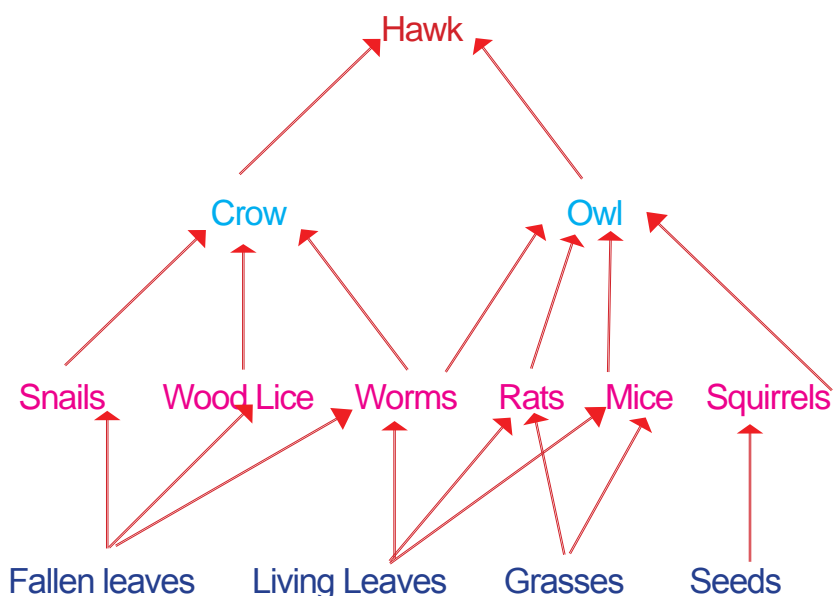 Hawk
Crow Owl
Snails Wood Lice Worms Rats Mice Squirrels
Fallen leaves Living Leaves Grasses Seeds